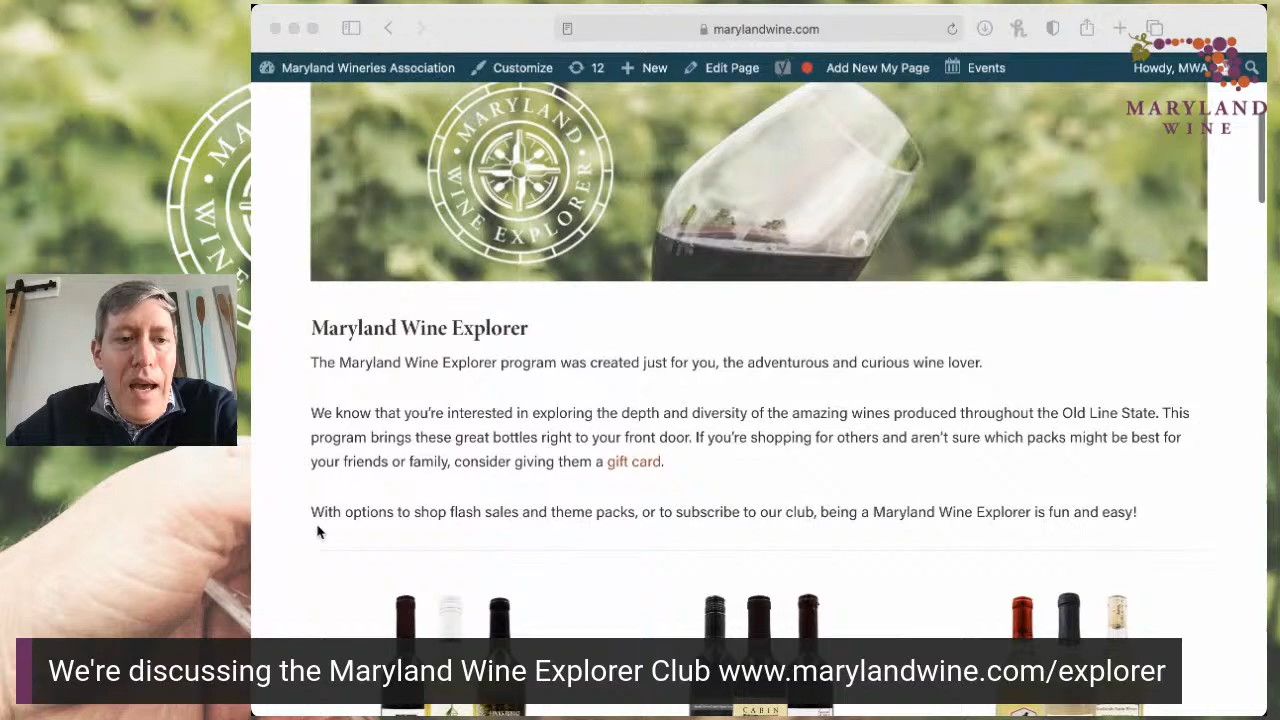 marylandwine.com
Maryland Wineries Association Customize 12 New Edit Page Add New My Page Events Howdy, MWA
MARYLAND
WINE
MARYLAND
WINE EXPLORER
Maryland Wine Explorer
The Maryland Wine Explorer program was created just for you, the adventurous and curious wine lover.
We know that you're interested in exploring the depth and diversity of the amazing wines produced throughout the Old Line State. This
program brings these great bottles right to your front door. If you're shopping for others and aren't sure which packs might be best for
your friends or family, consider giving them a gift card.
With options to shop flash sales and theme packs, or to subscribe to our club, being a Maryland Wine Explorer is fun and easy!
We're discussing the Maryland Wine Explorer Club www.marylandwine.com/explorer
CABIN